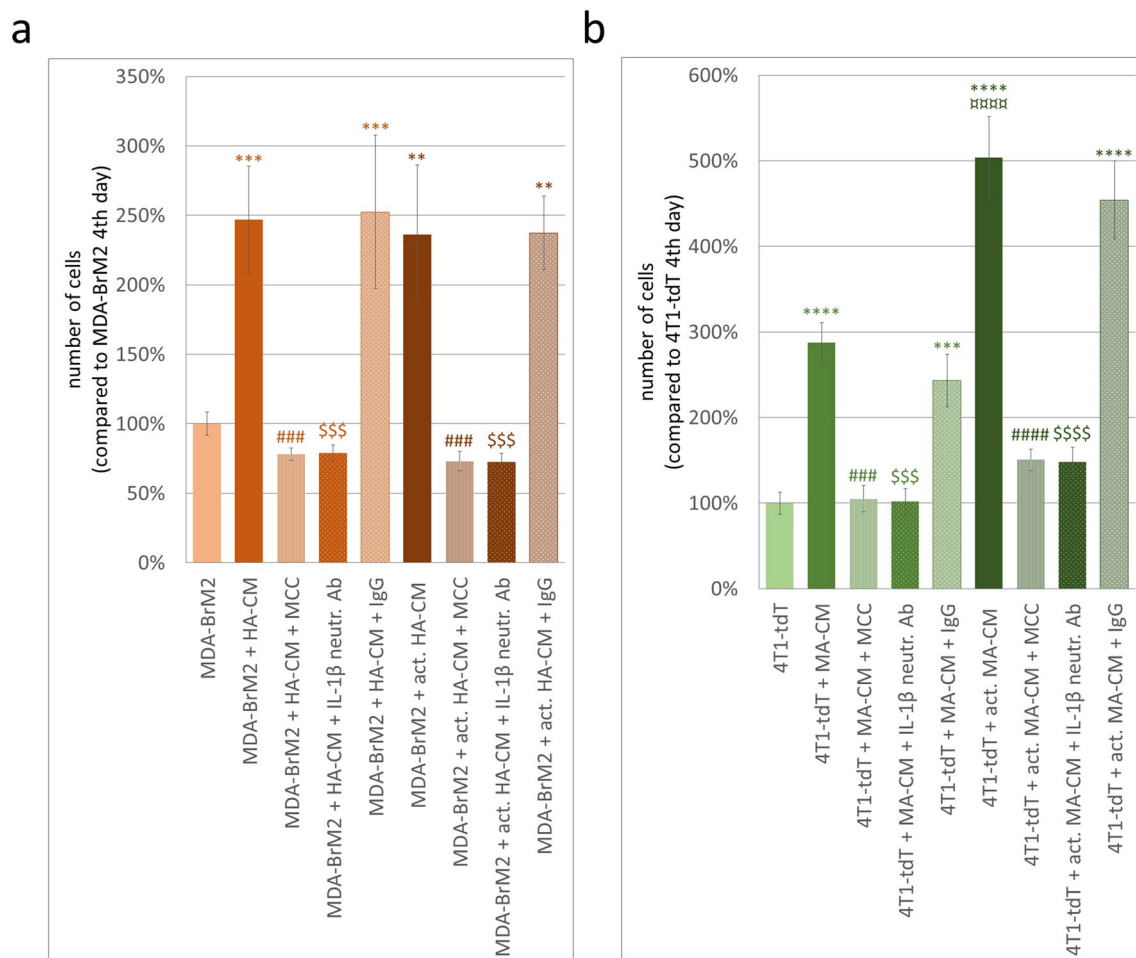 a
number of cells
(compared to MDA-BrM2 4th day)
350%
300%
250%
200%
150%
100%
50%
0%
***
###
$$$
***
**
###
$$$
**
MDA-BrM2
MDA-BrM2 + HA-CM
MDA-BrM2 + HA-CM + MCC
MDA-BrM2 + HA-CM + IL-1β neutr. Ab
MDA-BrM2 + HA-CM + IgG
MDA-BrM2 + act. HA-CM
MDA-BrM2 + act. HA-CM + MCC
MDA-BrM2 + act. HA-CM + IL-1β neutr. Ab
MDA-BrM2 + act. HA-CM + IgG
b
number of cells
(compared to 4T1-tdT 4th day)
600%
500%
400%
300%
200%
100%
0%
****
###
$$$
***
****
¤¤¤¤
####
$$$$
****
4T1-tdT
4T1-tdT + MA-CM
4T1-tdT + MA-CM + MCC
4T1-tdT + MA-CM + IL-1β neutr. Ab
4T1-tdT + MA-CM + IgG
4T1-tdT + act. MA-CM
4T1-tdT + act. MA-CM + MCC
4T1-tdT + act. MA-CM + IL-1β neutr. Ab
4T1-tdT + act. MA-CM + IgG